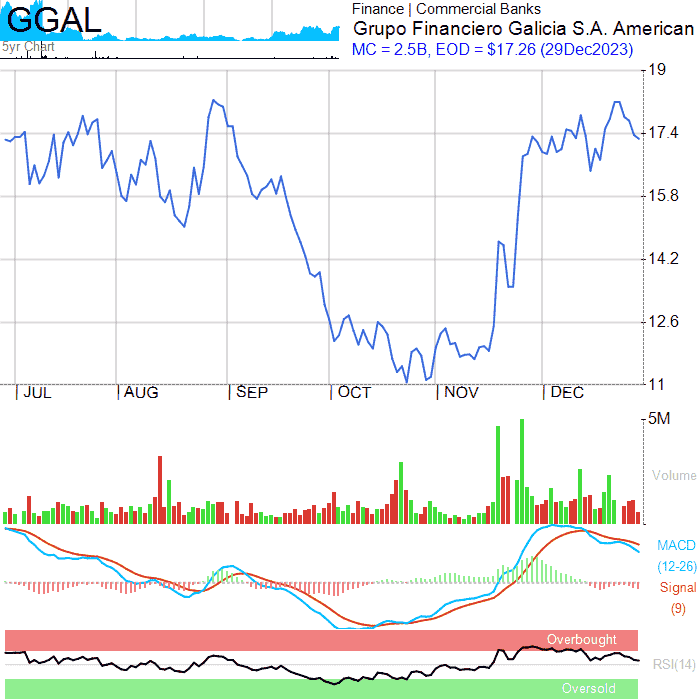 GGAL
5yr Chart
Finance | Commercial Banks
Grupo Financiero Galicia S.A. American
MC = 2.5B, EOD = $17.26 (29Dec2023)
19
17.4
15.8
14.2
12.6
11
JUL AUG SEP OCT NOV DEC
5M
Volume
MACD
(12-26)
Signal
(9)
Overbought
RSI(14)
Oversold